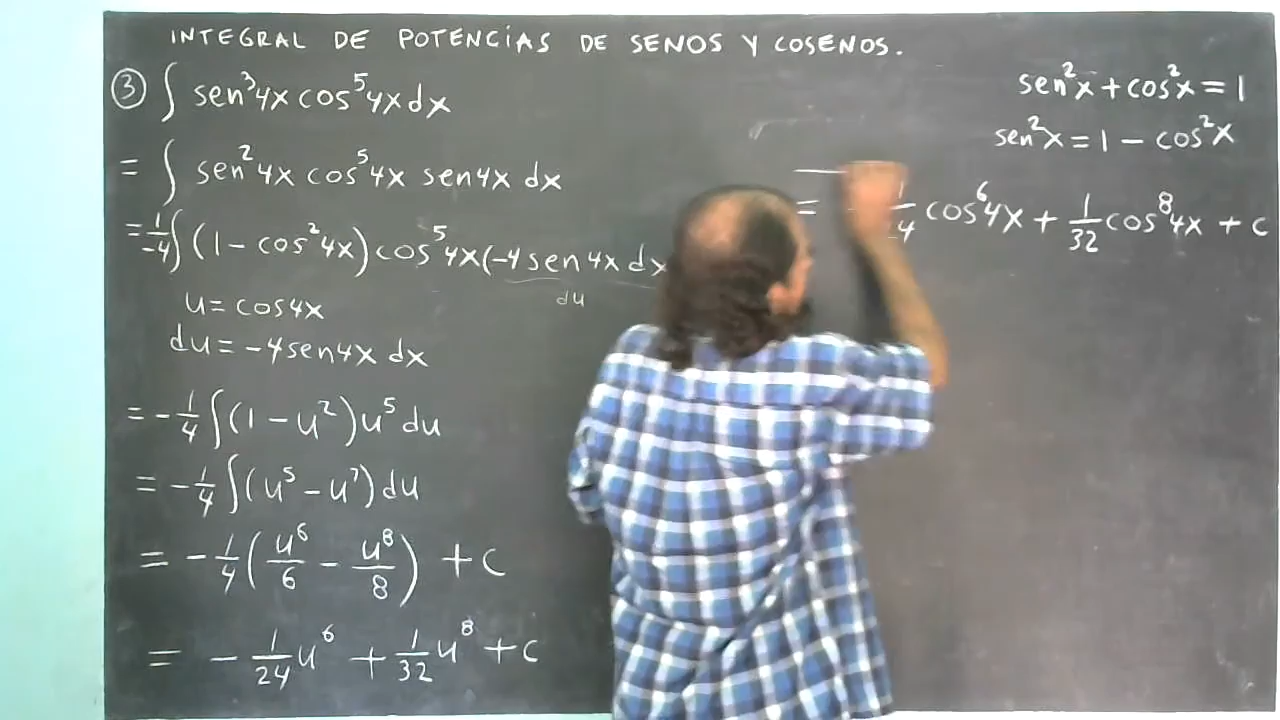 INTEGRAL DE POTENCIAS DE SENOS Y COSENOS.
③ ∫ sen³4x cos⁵4x dx
= ∫ sen²4x cos⁵4x sen4x dx
= 1/-4 ∫ (1 - cos²4x) cos⁵4x (-4 sen 4x dx
du
u = cos4x
du = -4sen4x dx
= -1/4 ∫ (1 - u²) u⁵ du
= -1/4 ∫ (u⁵ - u⁷) du
= -1/4 (u⁶/6 - u⁸/8) + c
= -1/24 u⁶ + 1/32 u⁸ + c
sen²x + cos²x = 1
sen²x = 1 - cos²x
= cos⁶4x + 1/32 cos⁸4x + c